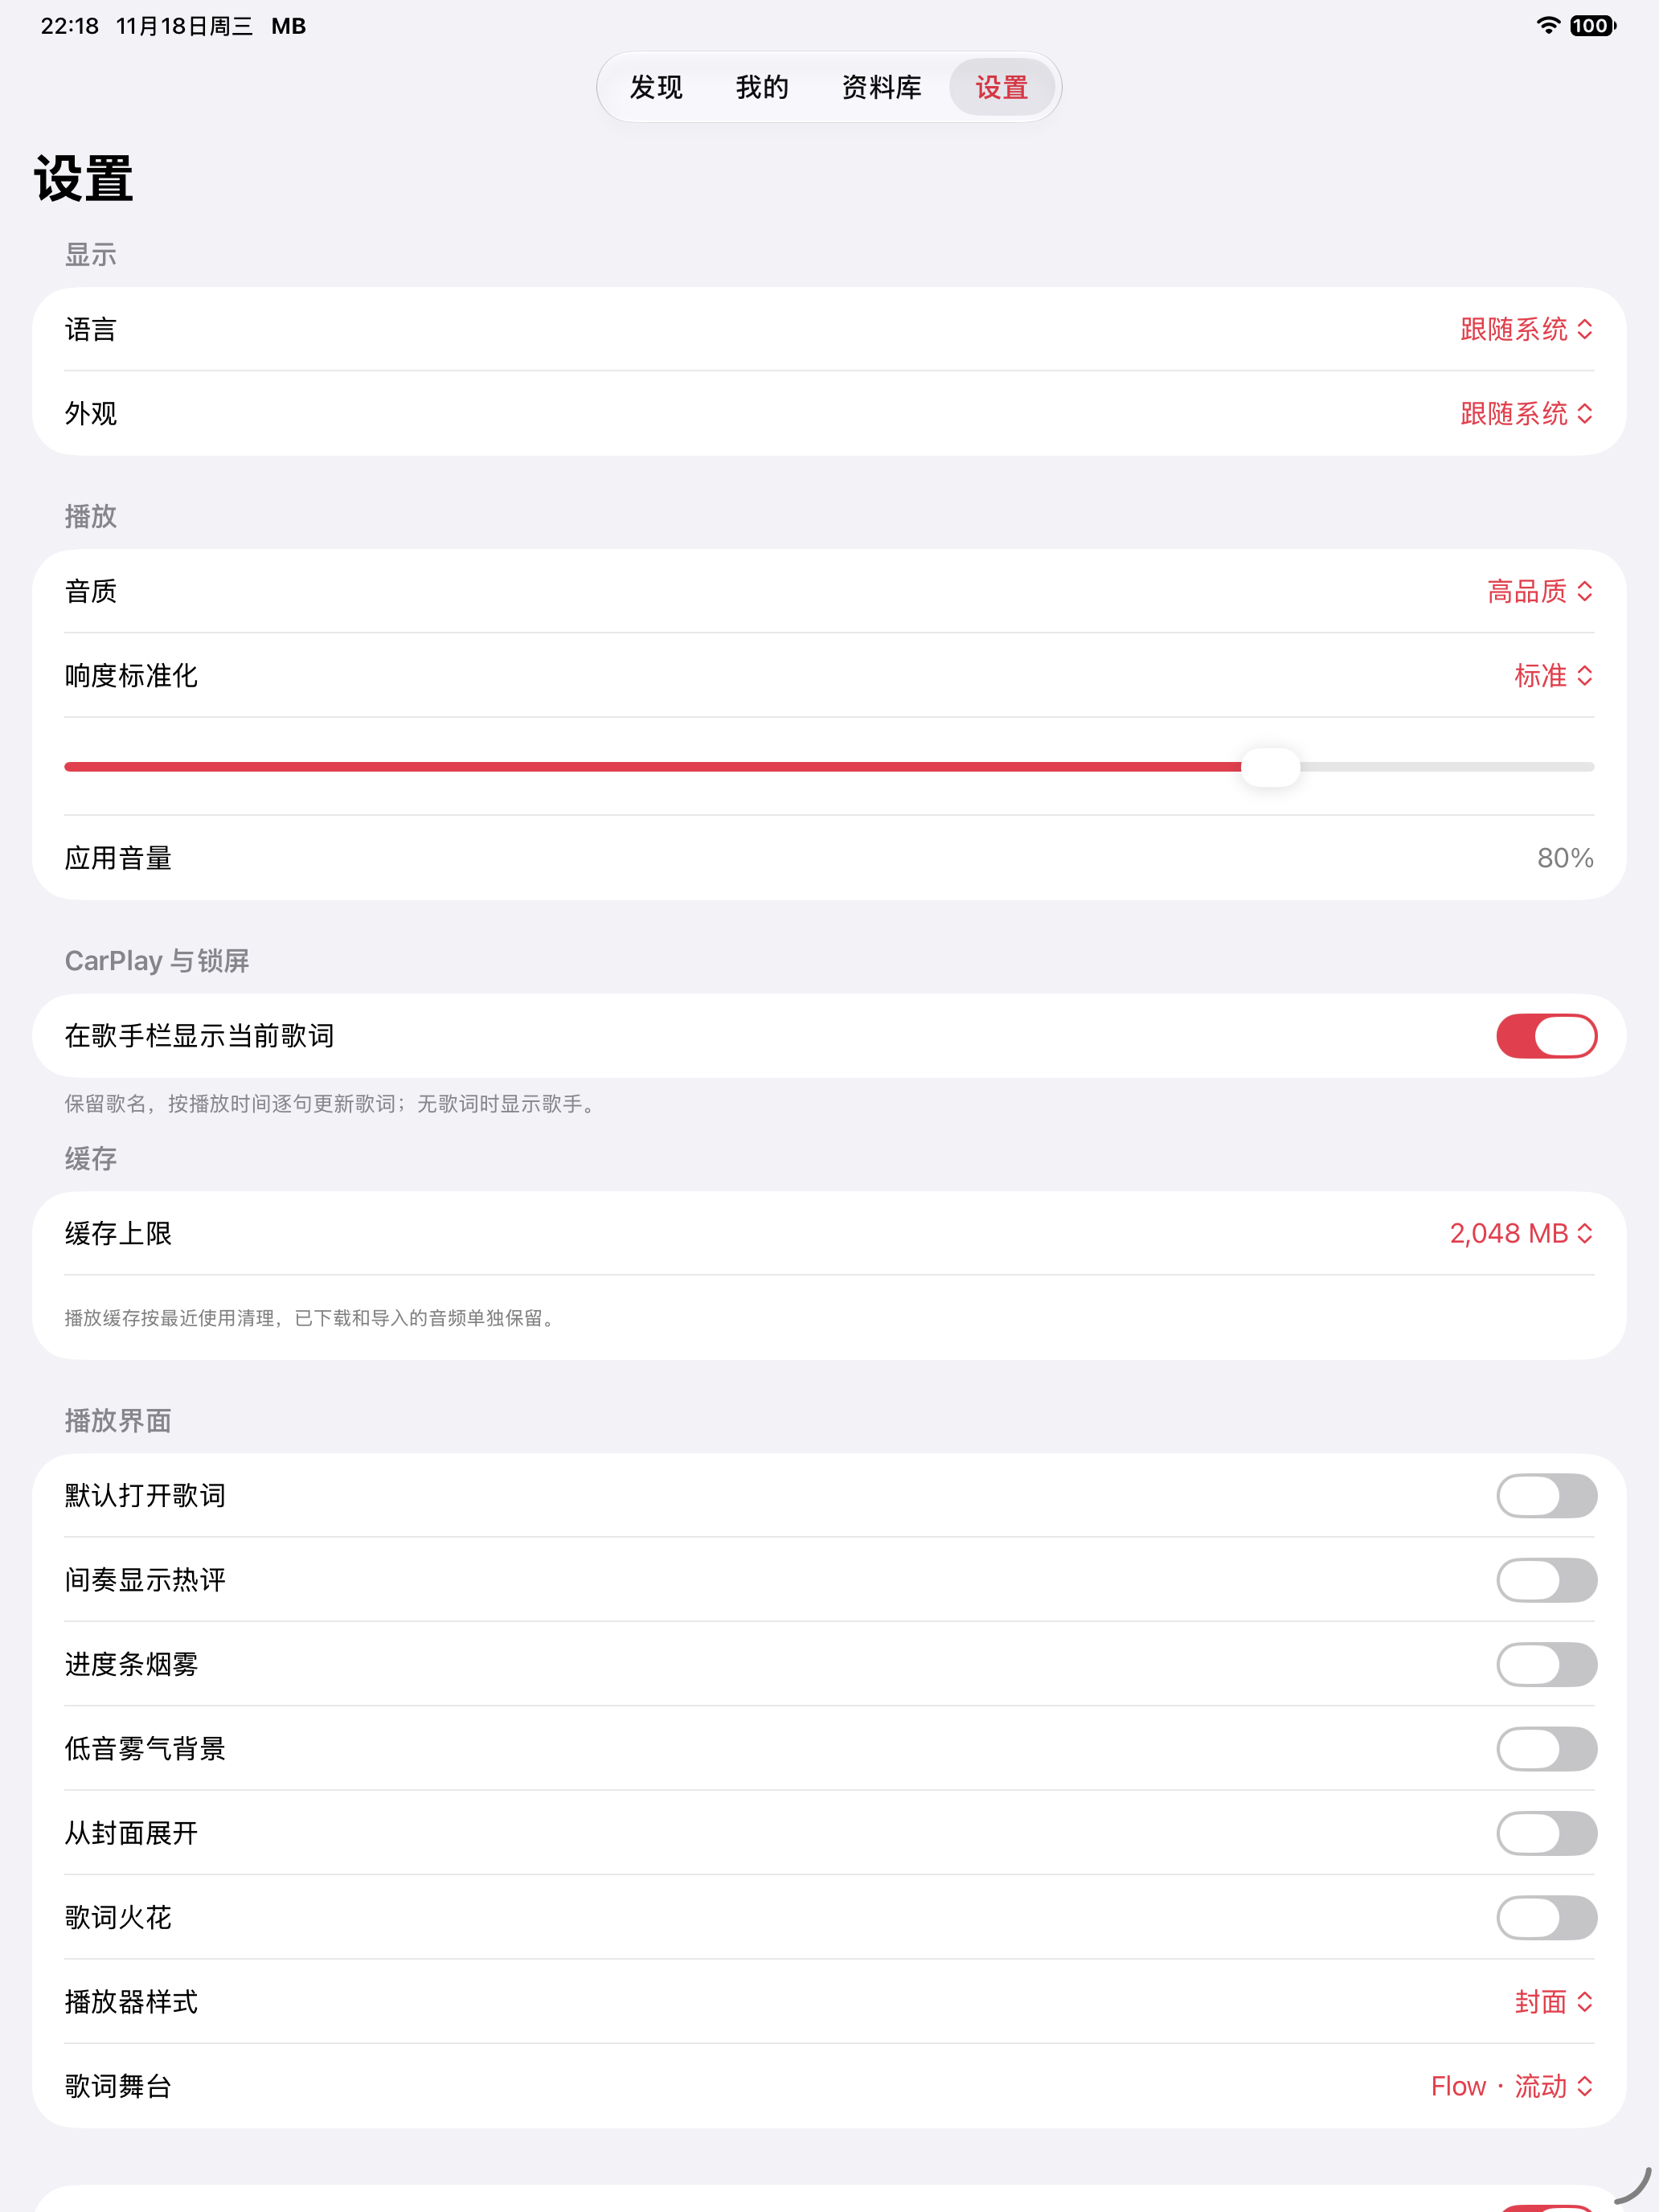 22:18 11月18日周三 MB
100
发现 我的 资料库 设置
设置
显示
语言 跟随系统
外观 跟随系统
播放
音质 高品质
响度标准化 标准
应用音量 80%
CarPlay 与锁屏
在歌手栏显示当前歌词
保留歌名，按播放时间逐句更新歌词；无歌词时显示歌手。
缓存
缓存上限 2,048 MB
播放缓存按最近使用清理，已下载和导入的音频单独保留。
播放界面
默认打开歌词
间奏显示热评
进度条烟雾
低音雾气背景
从封面展开
歌词火花
播放器样式 封面
歌词舞台 Flow · 流动